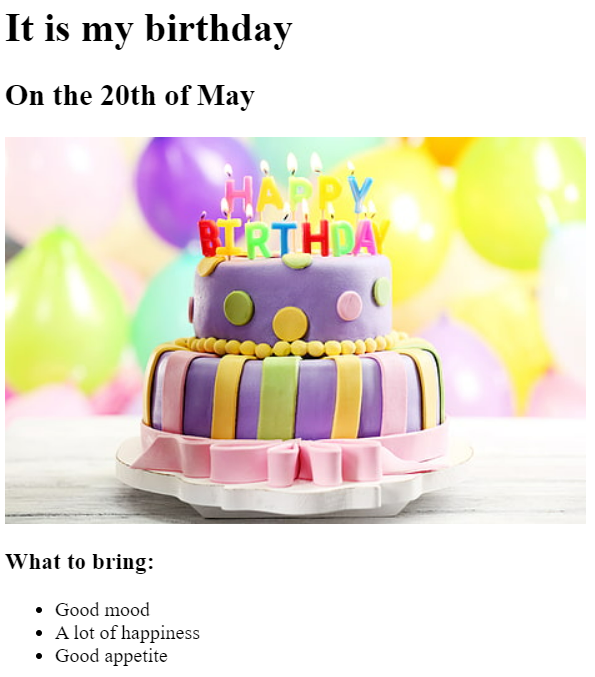 It is my birthday
On the 20th of May
HAPPY
BIRTHDAY
What to bring:
Good mood
A lot of happiness
Good appetite